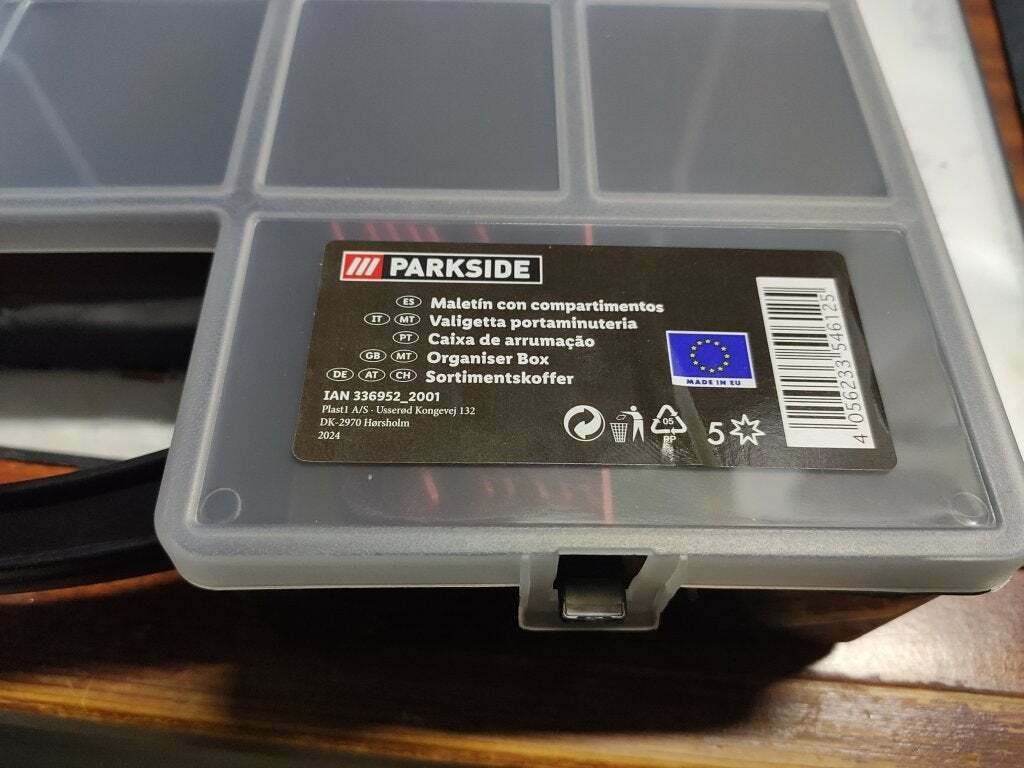 PARKSIDE
ES Maletín con compartimentos
IT MT Valigetta portaminuteria
PT Caixa de arrumação
GB MT Organiser Box
DE AT CH Sortimentskoffer
IAN 336952_2001
Plast1 A/S · Usserød Kongevej 132
DK-2970 Hørsholm
2024
MADE IN EU
05
PP
5
4 056233 546125